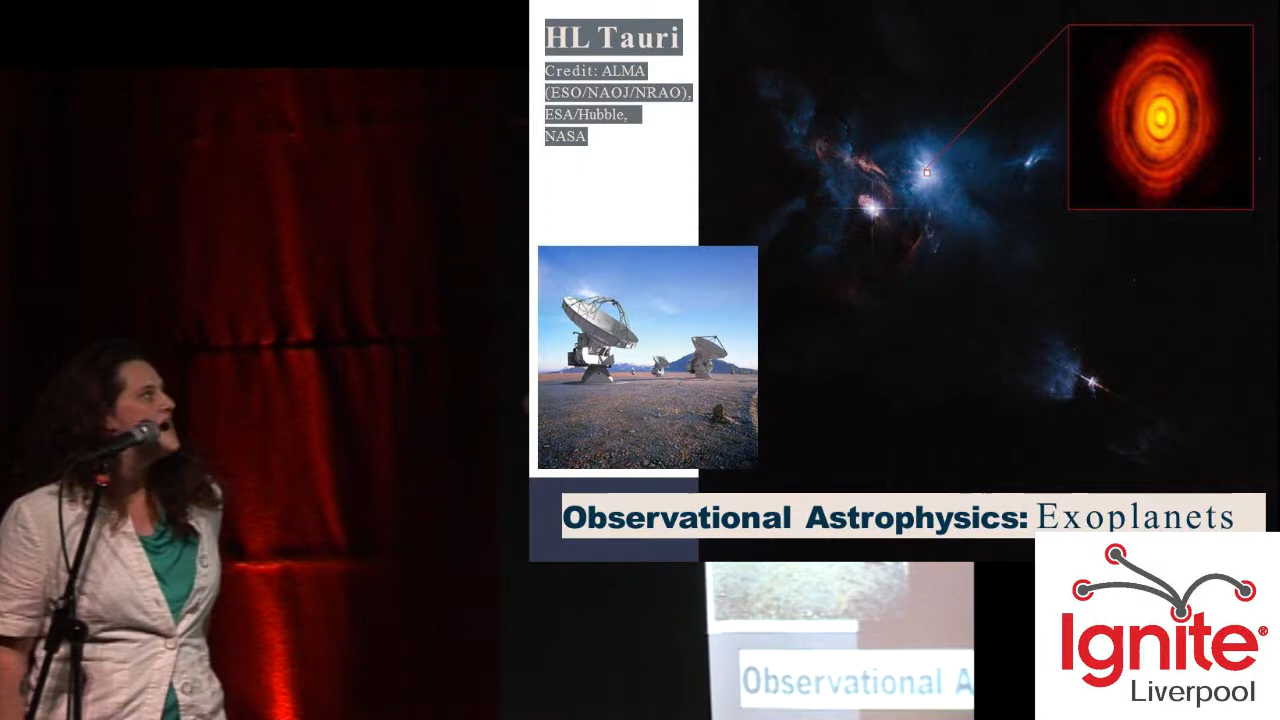 HL Tauri
Credit: ALMA
(ESO/NAOJ/NRAO),
ESA/Hubble,
NASA
Observational Astrophysics: Exoplanets
Observational A
Ignite®
Liverpool